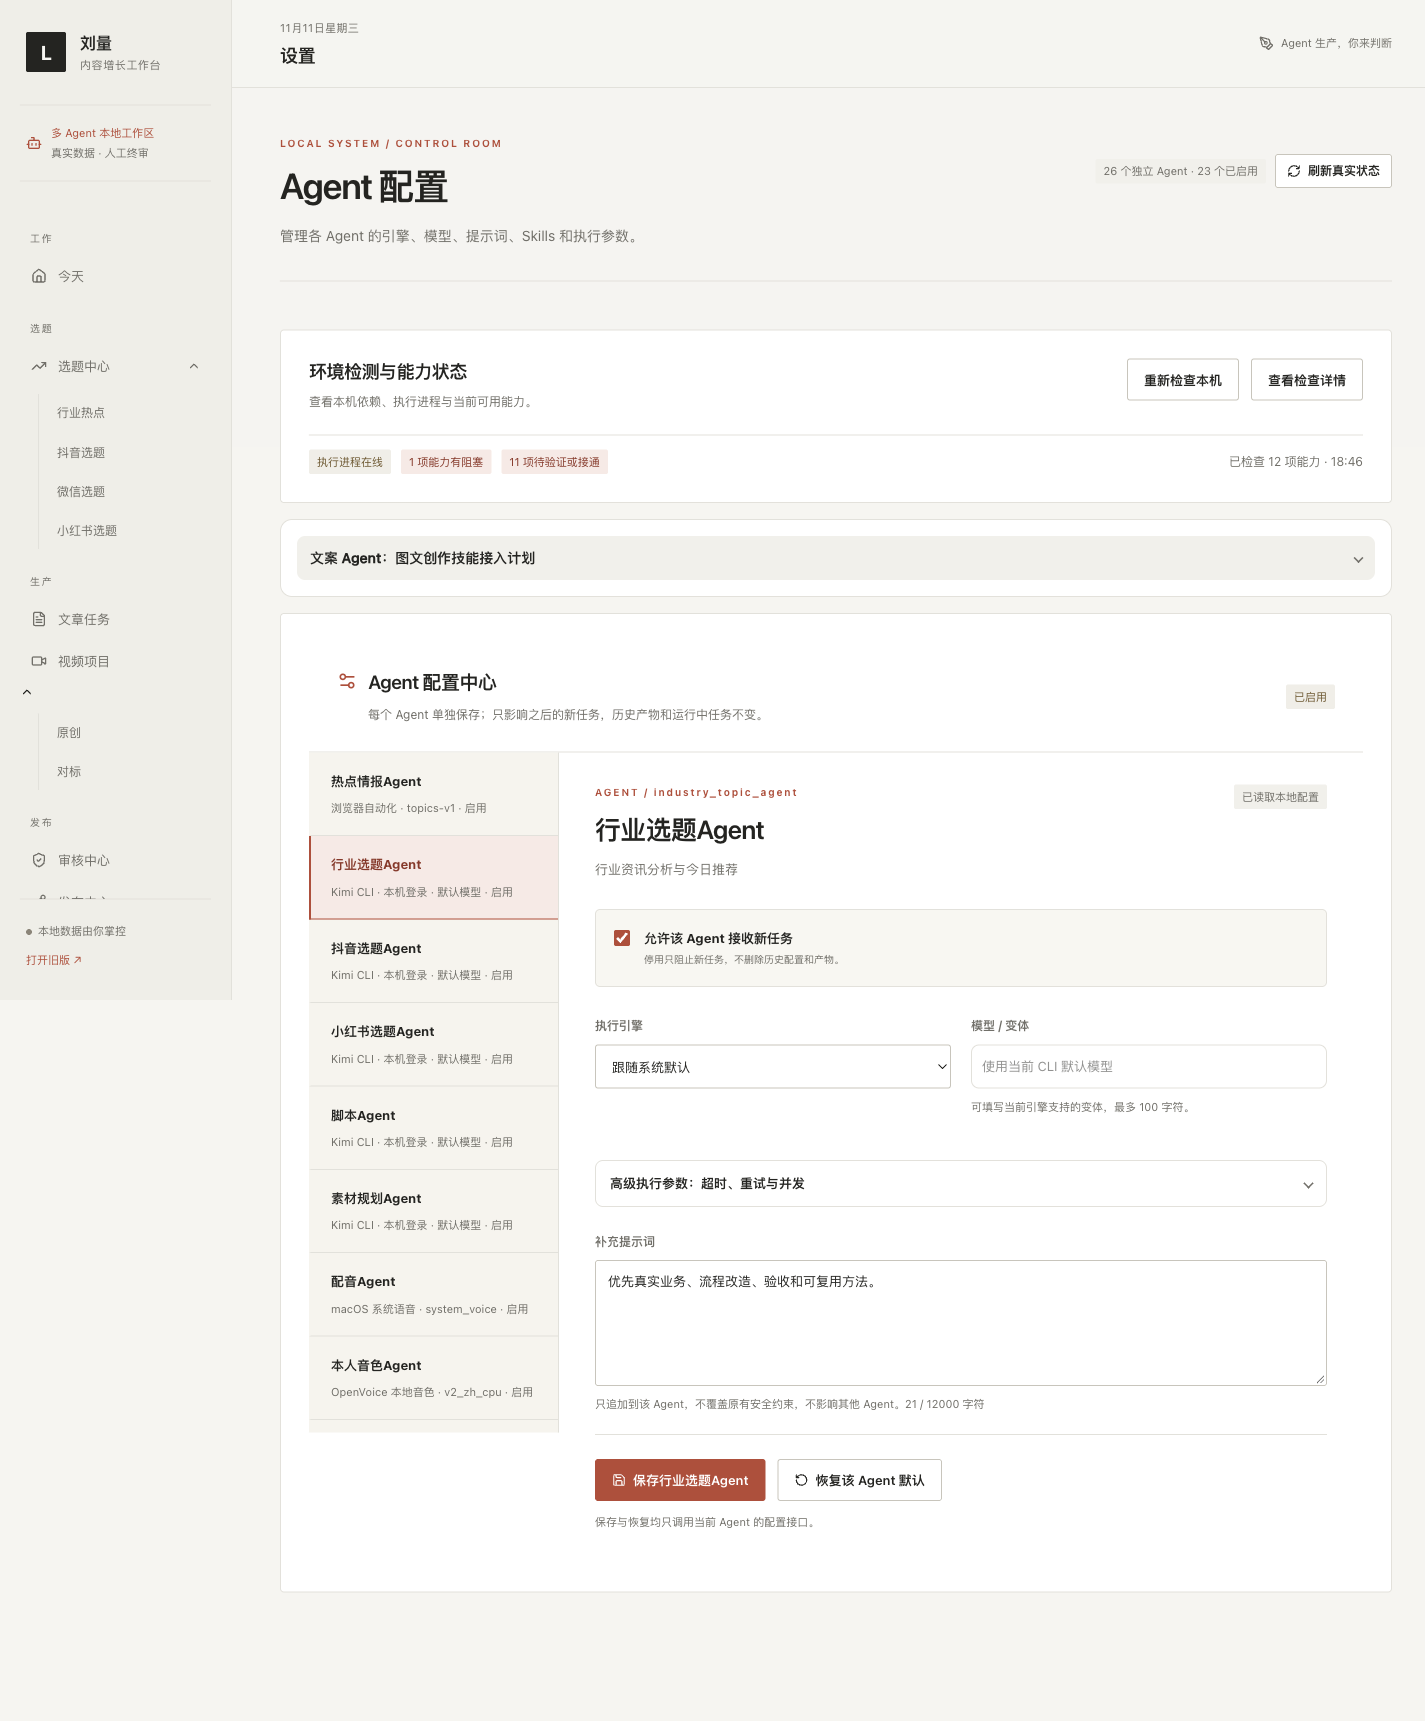 L
刘量
内容增长工作台
多 Agent 本地工作区
真实数据 · 人工终审
工作
今天
选题
选题中心
行业热点
抖音选题
微信选题
小红书选题
生产
文章任务
视频项目
原创
对标
发布
审核中心
本地数据由你掌控
打开旧版 ↗
11月11日星期三
设置
Agent 生产，你来判断
LOCAL SYSTEM / CONTROL ROOM
Agent 配置
管理各 Agent 的引擎、模型、提示词、Skills 和执行参数。
26 个独立 Agent · 23 个已启用
刷新真实状态
环境检测与能力状态
查看本机依赖、执行进程与当前可用能力。
重新检查本机
查看检查详情
执行进程在线
1 项能力有阻塞
11 项待验证或接通
已检查 12 项能力 · 18:46
文案 Agent：图文创作技能接入计划
Agent 配置中心
每个 Agent 单独保存；只影响之后的新任务，历史产物和运行中任务不变。
已启用
热点情报Agent
浏览器自动化 · topics-v1 · 启用
行业选题Agent
Kimi CLI · 本机登录 · 默认模型 · 启用
抖音选题Agent
Kimi CLI · 本机登录 · 默认模型 · 启用
小红书选题Agent
Kimi CLI · 本机登录 · 默认模型 · 启用
脚本Agent
Kimi CLI · 本机登录 · 默认模型 · 启用
素材规划Agent
Kimi CLI · 本机登录 · 默认模型 · 启用
配音Agent
macOS 系统语音 · system_voice · 启用
本人音色Agent
OpenVoice 本地音色 · v2_zh_cpu · 启用
AGENT / industry_topic_agent
行业选题Agent
行业资讯分析与今日推荐
已读取本地配置
允许该 Agent 接收新任务
停用只阻止新任务，不删除历史配置和产物。
执行引擎
跟随系统默认
模型 / 变体
使用当前 CLI 默认模型
可填写当前引擎支持的变体，最多 100 字符。
高级执行参数：超时、重试与并发
补充提示词
优先真实业务、流程改造、验收和可复用方法。
只追加到该 Agent，不覆盖原有安全约束，不影响其他 Agent。21 / 12000 字符
保存行业选题Agent
恢复该 Agent 默认
保存与恢复均只调用当前 Agent 的配置接口。